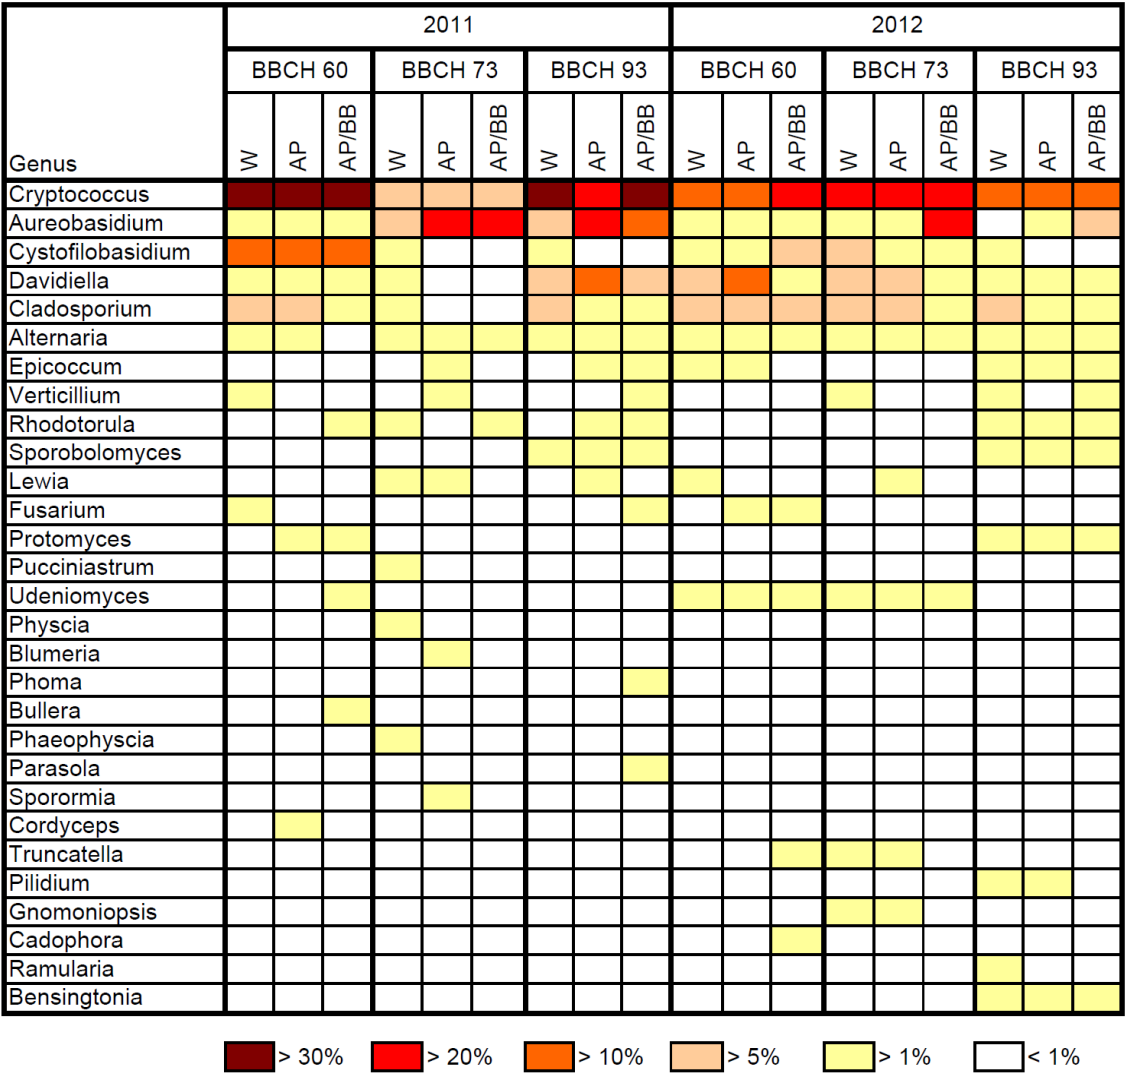 2011 2012
BBCH 60 BBCH 73 BBCH 93 BBCH 60 BBCH 73 BBCH 93
Genus W AP AP/BB W AP AP/BB W AP AP/BB W AP AP/BB W AP AP/BB W AP AP/BB
Cryptococcus
Aureobasidium
Cystofilobasidium
Davidiella
Cladosporium
Alternaria
Epicoccum
Verticillium
Rhodotorula
Sporobolomyces
Lewia
Fusarium
Protomyces
Pucciniastrum
Udeniomyces
Physcia
Blumeria
Phoma
Bullera
Phaeophyscia
Parasola
Sporormia
Cordyceps
Truncatella
Pilidium
Gnomoniopsis
Cadophora
Ramularia
Bensingtonia
> 30% > 20% > 10% > 5% > 1% < 1%